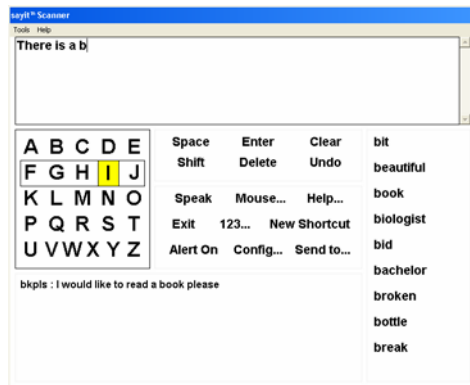 sayit™ Scanner
Tools Help
There is a b
A B C D E
F G H I J
K L M N O
P Q R S T
U V W X Y Z
Space Enter Clear
Shift Delete Undo
Speak Mouse... Help...
Exit 123... New Shortcut
Alert On Config... Send to...
bit
beautiful
book
biologist
bid
bachelor
broken
bottle
break
bkpls : I would like to read a book please